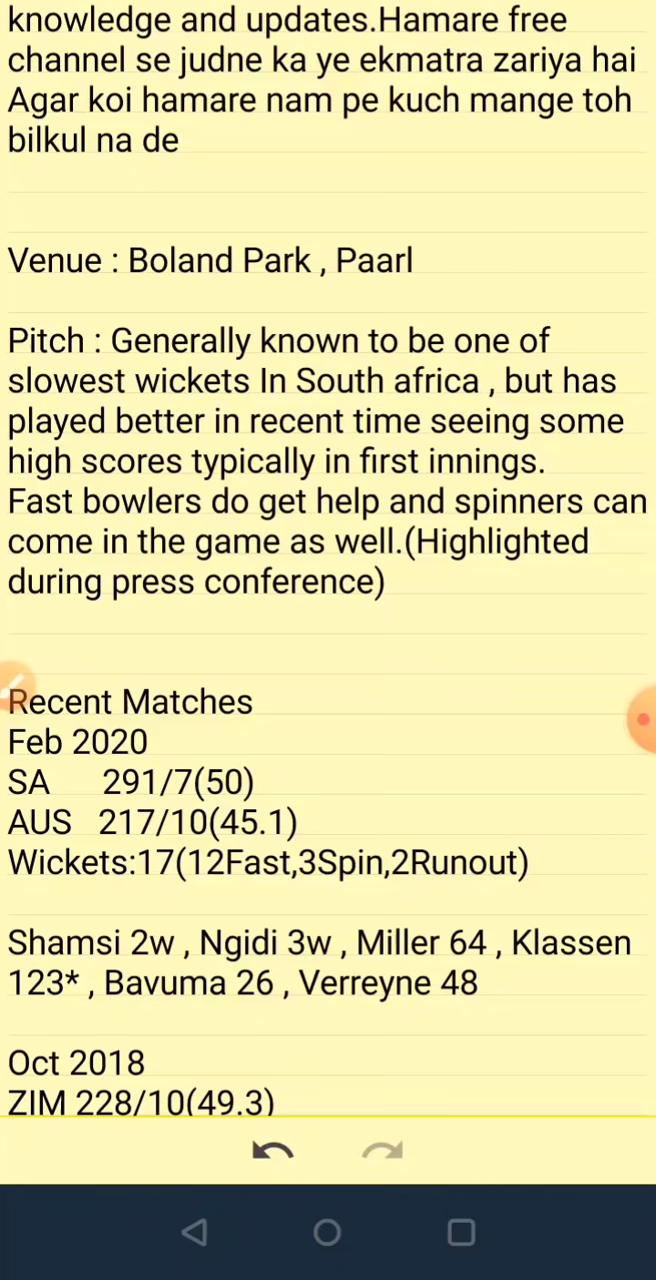 knowledge and updates.Hamare free
channel se judne ka ye ekmatra zariya hai
Agar koi hamare nam pe kuch mange toh
bilkul na de
Venue : Boland Park , Paarl
Pitch : Generally known to be one of
slowest wickets In South africa , but has
played better in recent time seeing some
high scores typically in first innings.
Fast bowlers do get help and spinners can
come in the game as well.(Highlighted
during press conference)
Recent Matches
Feb 2020
SA 291/7(50)
AUS 217/10(45.1)
Wickets:17(12Fast,3Spin,2Runout)
Shamsi 2w , Ngidi 3w , Miller 64 , Klassen
123* , Bavuma 26 , Verreyne 48
Oct 2018
ZIM 228/10(49.3)